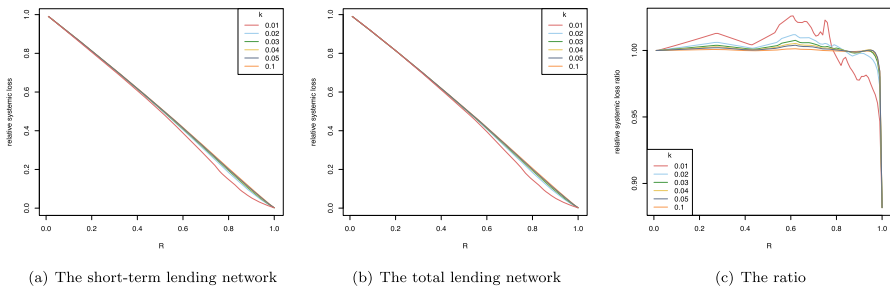 relative systemic loss
1.0
0.8
0.6
0.4
0.2
0.0
k
0.01
0.02
0.03
0.04
0.05
0.1
0.0 0.2 0.4 0.6 0.8 1.0
R
(a) The short-term lending network
relative systemic loss
1.0
0.8
0.6
0.4
0.2
0.0
k
0.01
0.02
0.03
0.04
0.05
0.1
0.0 0.2 0.4 0.6 0.8 1.0
R
(b) The total lending network
relative systemic loss ratio
1.00
0.95
0.90
k
0.01
0.02
0.03
0.04
0.05
0.1
0.0 0.2 0.4 0.6 0.8 1.0
R
(c) The ratio